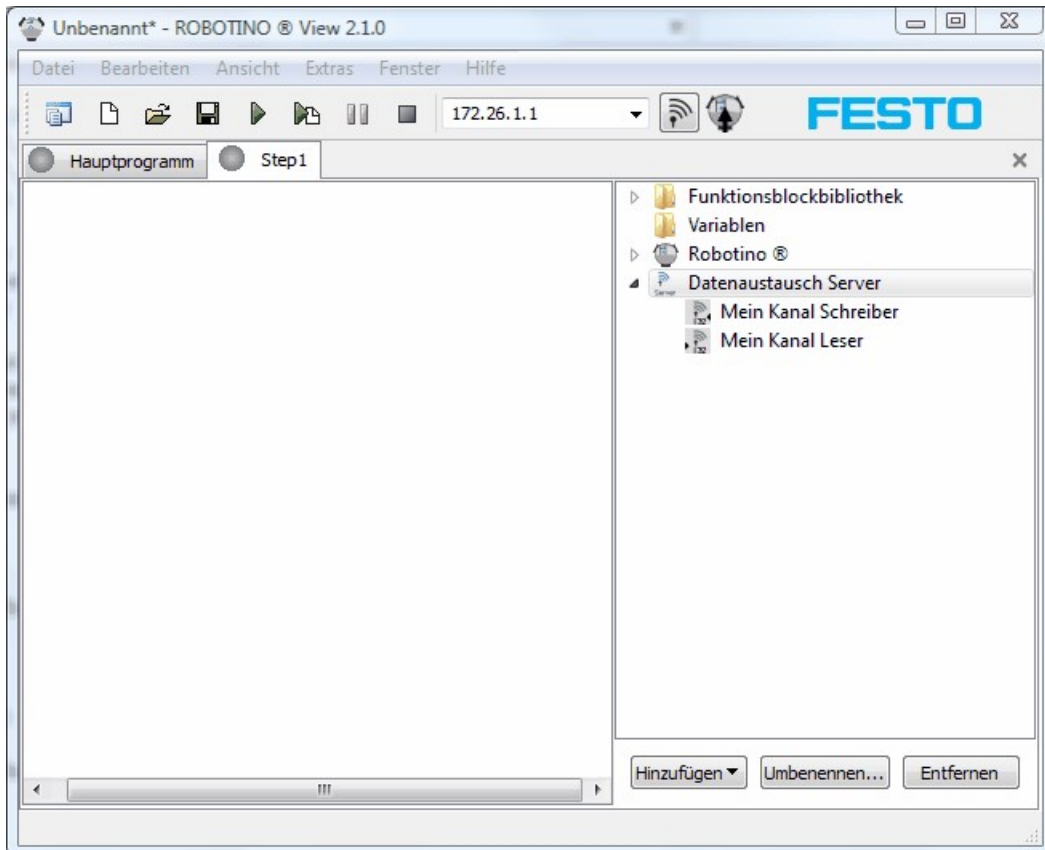 Unbenannt* - ROBOTINO ® View 2.1.0
Datei Bearbeiten Ansicht Extras Fenster Hilfe
172.26.1.1
FESTO
Hauptprogramm Step1
Funktionsblockbibliothek
Variablen
Robotino ®
Datenaustausch Server
Mein Kanal Schreiber
Mein Kanal Leser
Hinzufügen Umbenennen... Entfernen